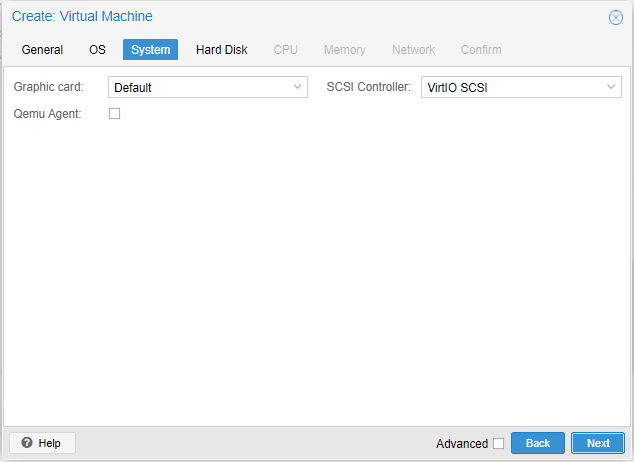 Create: Virtual Machine
General OS System Hard Disk CPU Memory Network Confirm
Graphic card: Default SCSI Controller: VirtIO SCSI
Qemu Agent:
Help Advanced Back Next